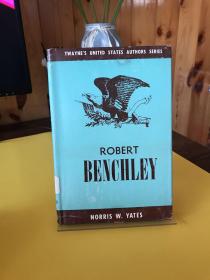 TWAYNE'S UNITED STATES AUTHORS SERIES
ROBERT
BENCHLEY
NORRIS W. YATES